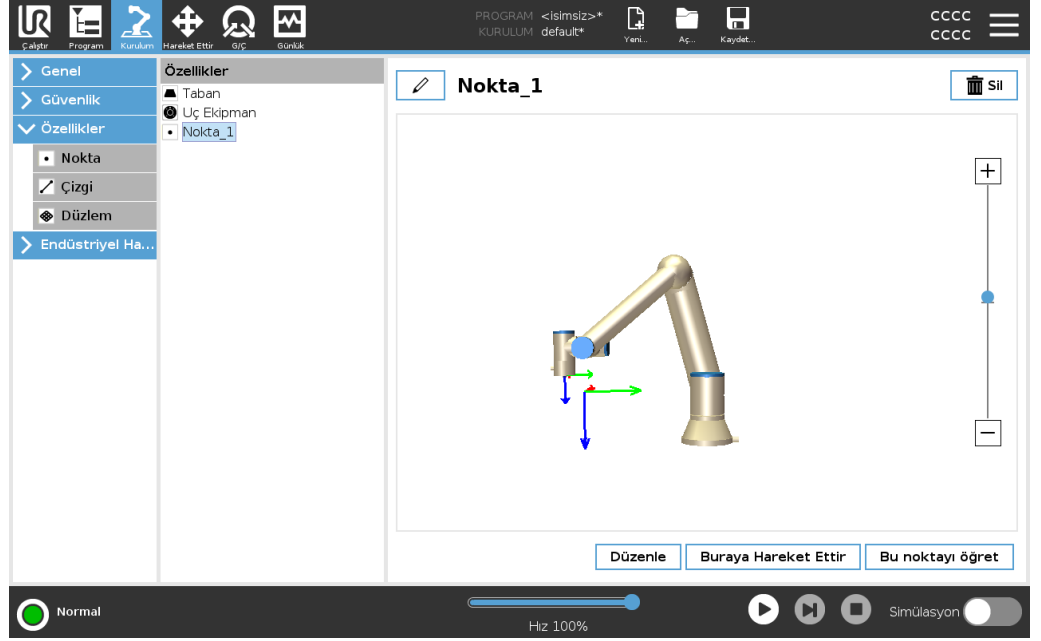 UR
PROGRAM <isimsiz>*
KURULUM default*
Çalıştır Program Kurulum Hareket Ettir G/Ç Günlük
Yeni... Aç... Kaydet...
CCCC
CCCC
Genel
Güvenlik
Özellikler
Nokta
Çizgi
Düzlem
Endüstriyel Ha...
Özellikler
Taban
Uç Ekipman
Nokta_1
Nokta_1
Sil
Düzenle Buraya Hareket Ettir Bu noktayı öğret
Normal
Hız 100%
Simülasyon